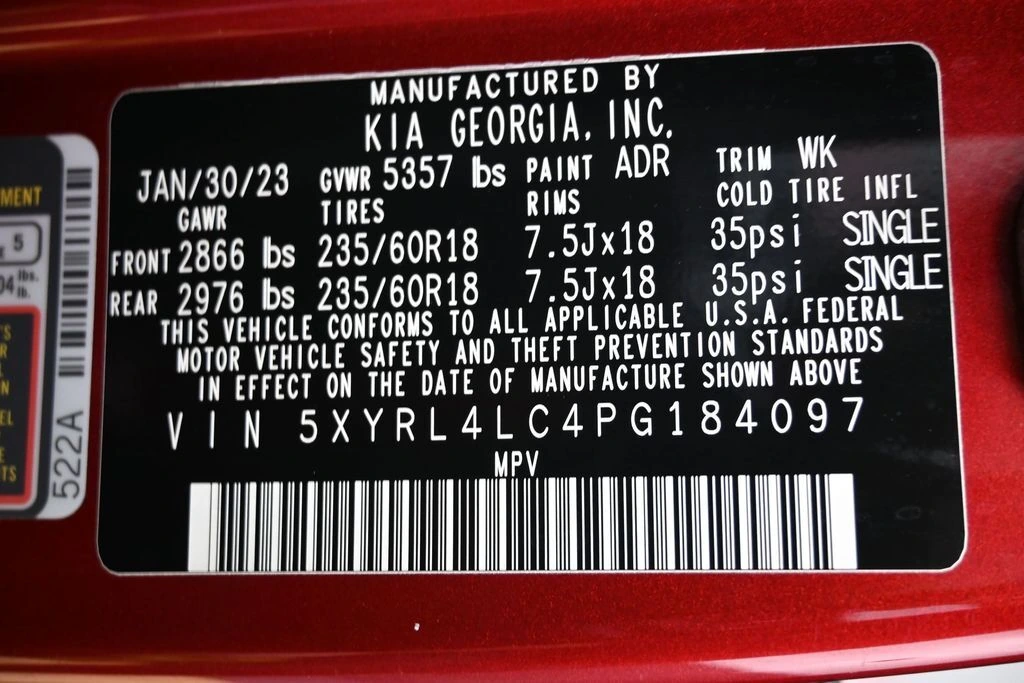 MANUFACTURED BY
KIA GEORGIA, INC.
JAN/30/23 GVWR 5357 lbs PAINT ADR TRIM WK
GAWR TIRES RIMS COLD TIRE INFL
FRONT 2866 lbs 235/60R18 7.5Jx18 35psi SINGLE
REAR 2976 lbs 235/60R18 7.5Jx18 35psi SINGLE
THIS VEHICLE CONFORMS TO ALL APPLICABLE U.S.A. FEDERAL
MOTOR VEHICLE SAFETY AND THEFT PREVENTION STANDARDS
IN EFFECT ON THE DATE OF MANUFACTURE SHOWN ABOVE
VIN 5XYRL4LC4PG184097
MPV
5
lbs.
lb.
522A